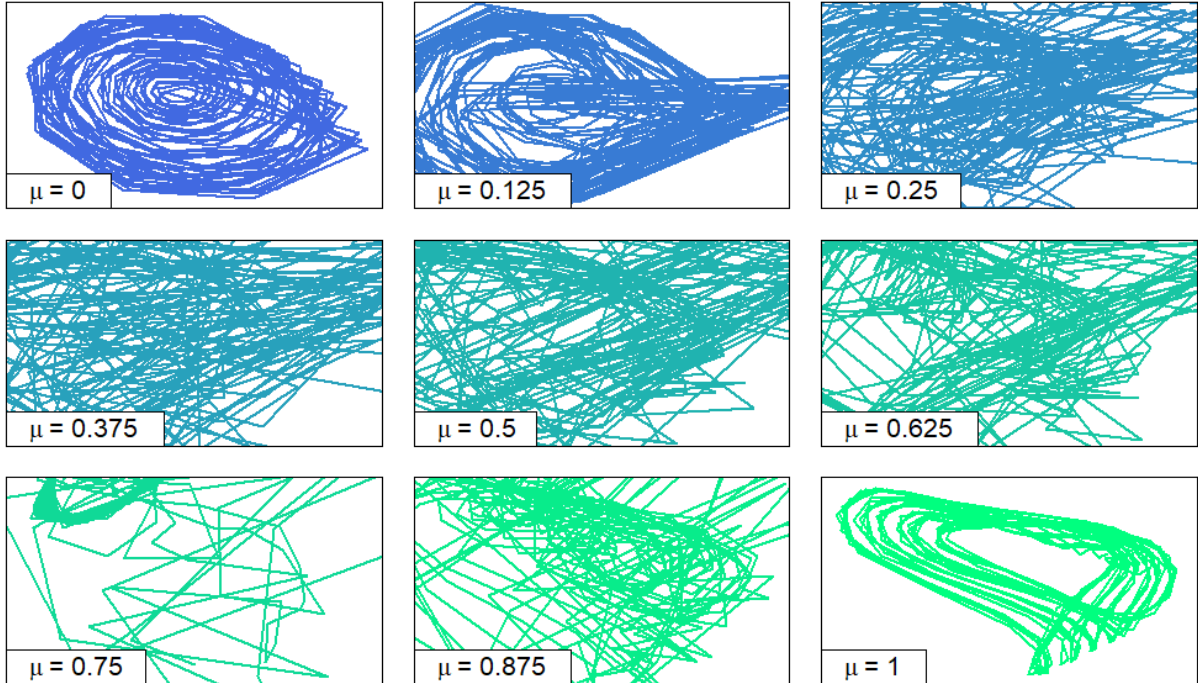 μ = 0
μ = 0.125
μ = 0.25
μ = 0.375
μ = 0.5
μ = 0.625
μ = 0.75
μ = 0.875
μ = 1